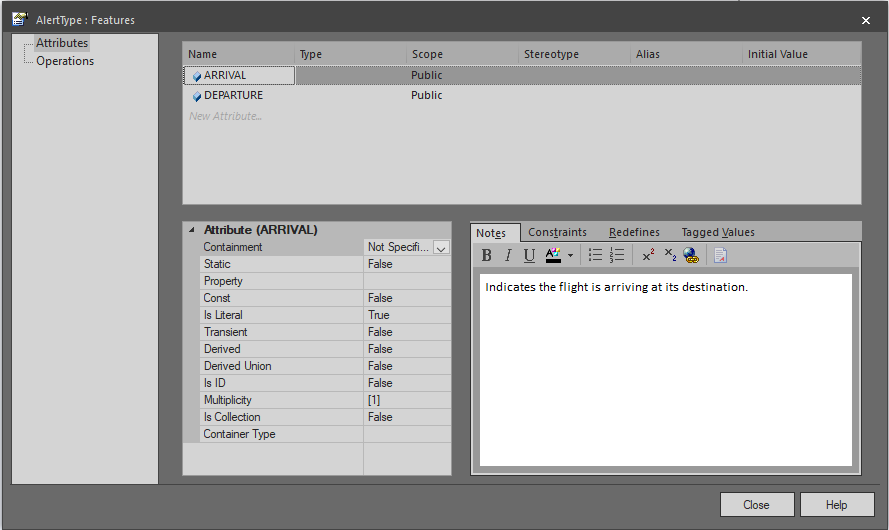 AlertType : Features
Attributes
Operations
Name Type Scope Stereotype Alias Initial Value
ARRIVAL Public
DEPARTURE Public
New Attribute...
Attribute (ARRIVAL)
Containment Not Specifi...
Static False
Property
Const False
Is Literal True
Transient False
Derived False
Derived Union False
Is ID False
Multiplicity [1]
Is Collection False
Container Type
Notes Constraints Redefines Tagged Values
B I U A x² x₂
Indicates the flight is arriving at its destination.
Close Help